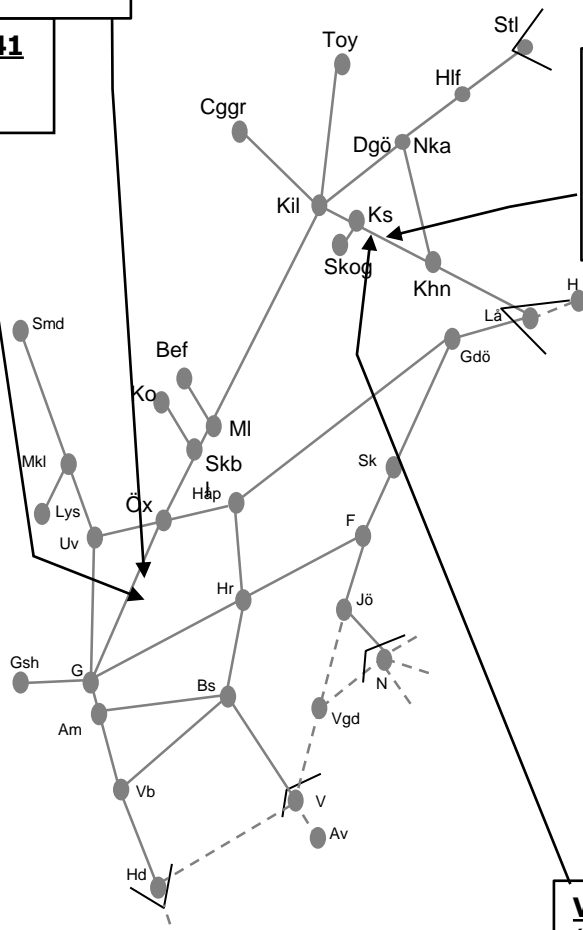 41
Stl
Toy
Hlf
Cggr
Dgö Nka
Kil
Ks
Skog
Khn
H
Lå
Smd
Gdö
Bef
Ko
Ml
Mkl
Skb
Sk
l
Håp
Lys
Öx
F
Uv
Hr
Jö
Gsh
G
N
Bs
Am
Vgd
Vb
V
Av
Hd
V